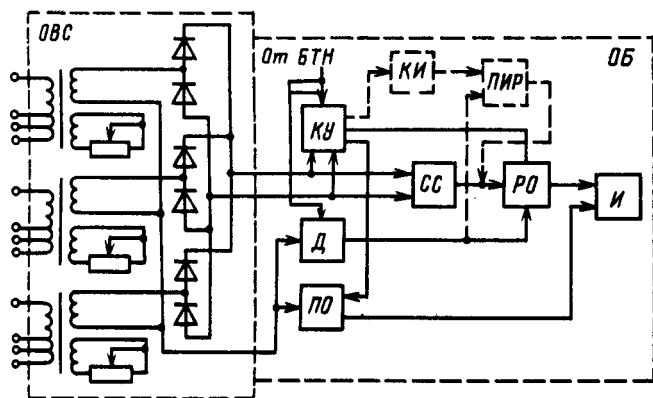 ОВС
От БТН
ОБ
КИ
ПИР
КУ
СС
РО
И
Д
ПО